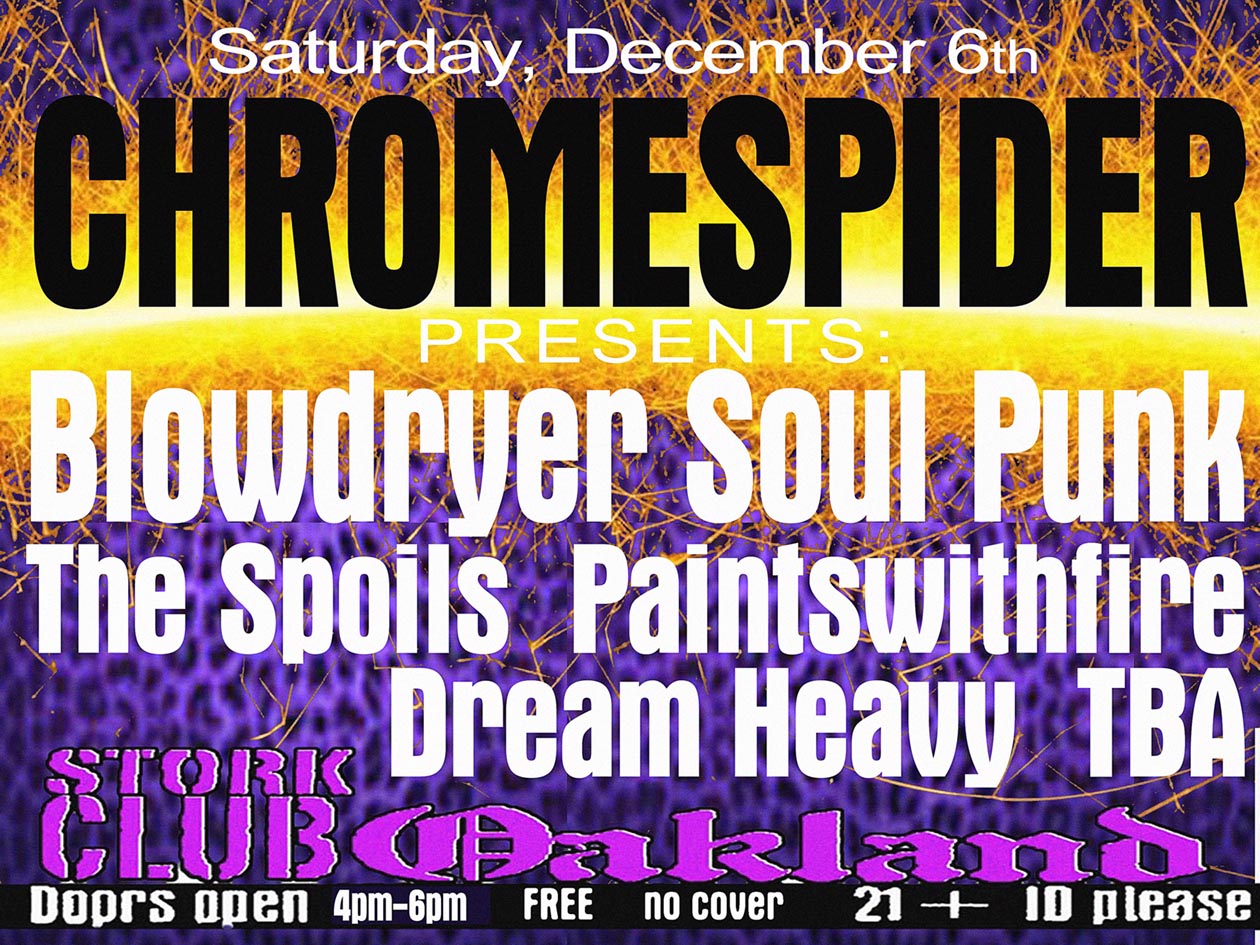 Saturday, December 6th
CHROMESPIDER
PRESENTS:
Blowdryer Soul Punk
The Spoils Paintswithfire
Dream Heavy TBA
STORK
CLUB Oakland
Doors open 4pm-6pm FREE no cover 21 + ID please